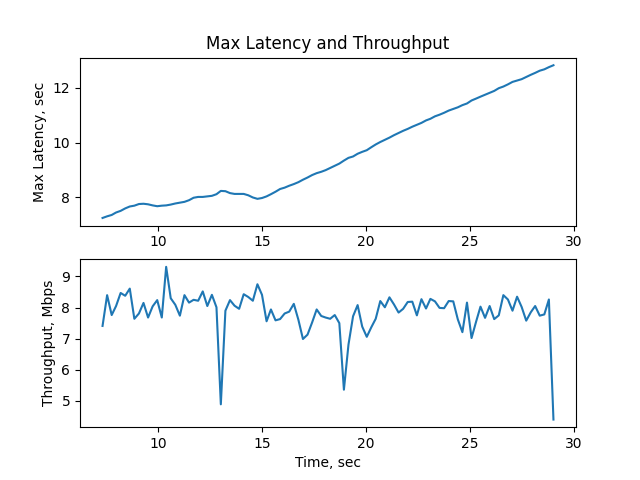 Max Latency and Throughput
Max Latency, sec
12
10
8
10 15 20 25 30
Throughput, Mbps
9
8
7
6
5
10 15 20 25 30
Time, sec